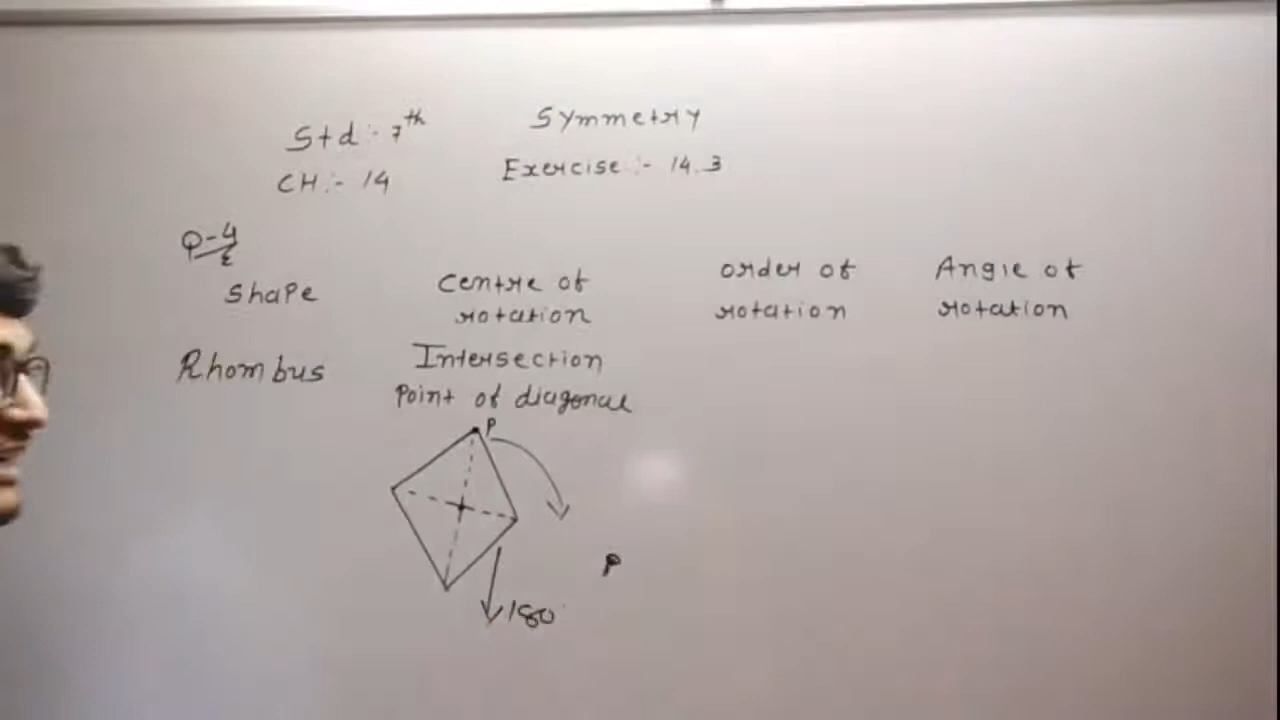 Std :- 7th
Symmetry
CH :- 14
Exercise :- 14.3
Q-4
Shape
Centre of rotation
Order of rotation
Angle of rotation
Rhombus
Intersection
Point of diagonal
P
P
180